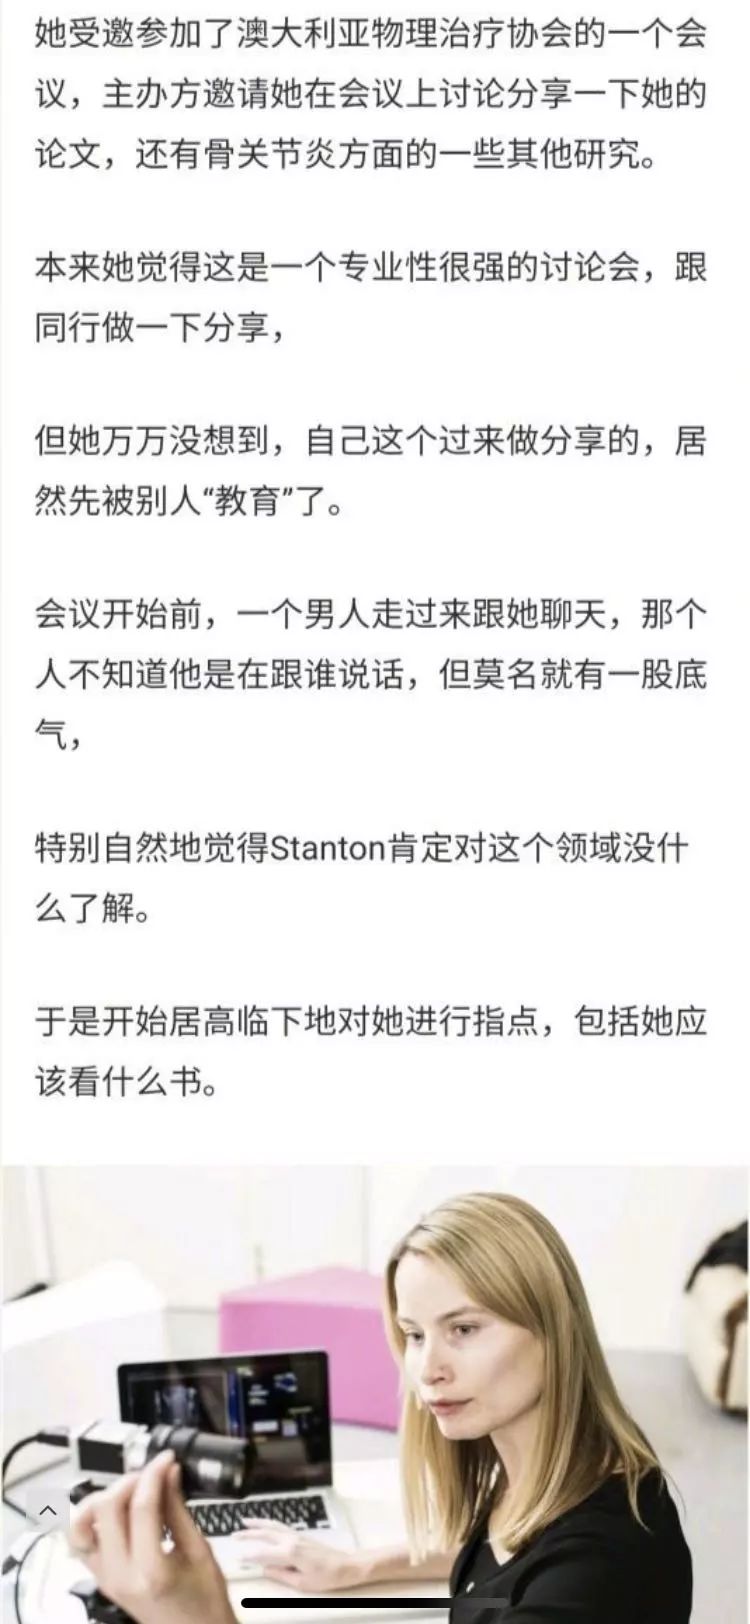 她受邀参加了澳大利亚物理治疗协会的一个会
议，主办方邀请她在会议上讨论分享一下她的
论文，还有骨关节炎方面的一些其他研究。
本来她觉得这是一个专业性很强的讨论会，跟
同行做一下分享，
但她万万没想到，自己这个过来做分享的，居
然先被别人“教育”了。
会议开始前，一个男人走过来跟她聊天，那个
人不知道他是在跟谁说话，但莫名就有一股底
气，
特别自然地觉得Stanton肯定对这个领域没什
么了解。
于是开始居高临下地对她进行指点，包括她应
该看什么书。